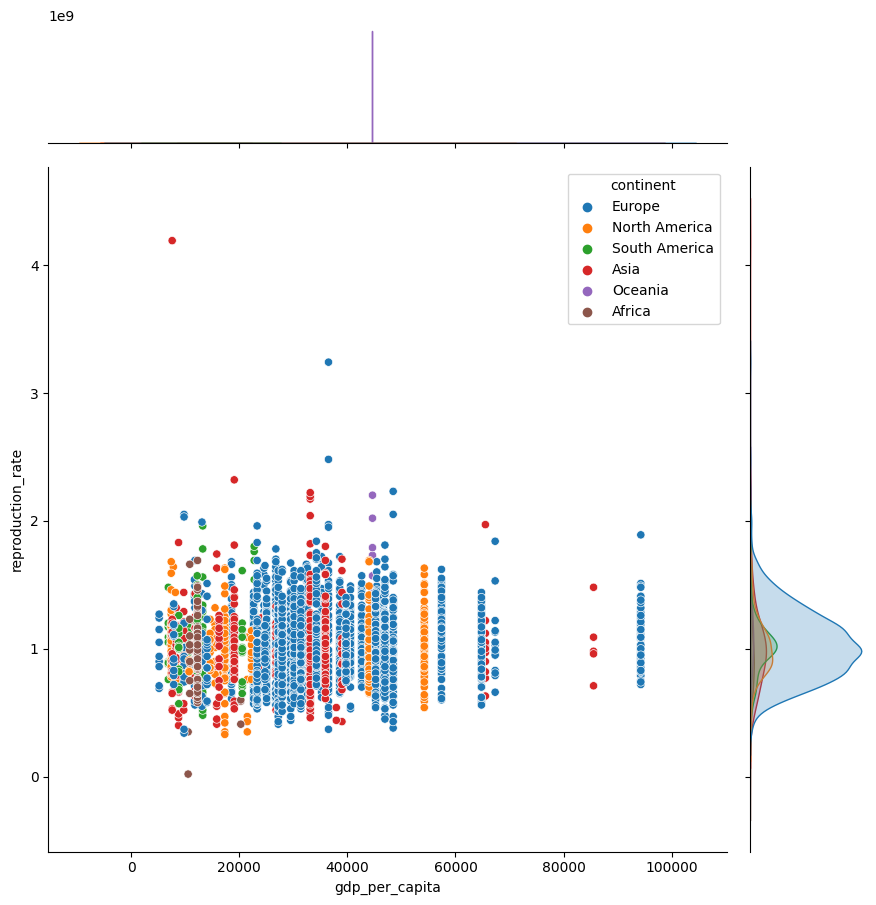 1e9
continent
Europe
North America
South America
Asia
Oceania
Africa
4
3
2
1
0
reproduction_rate
0 20000 40000 60000 80000 100000
gdp_per_capita